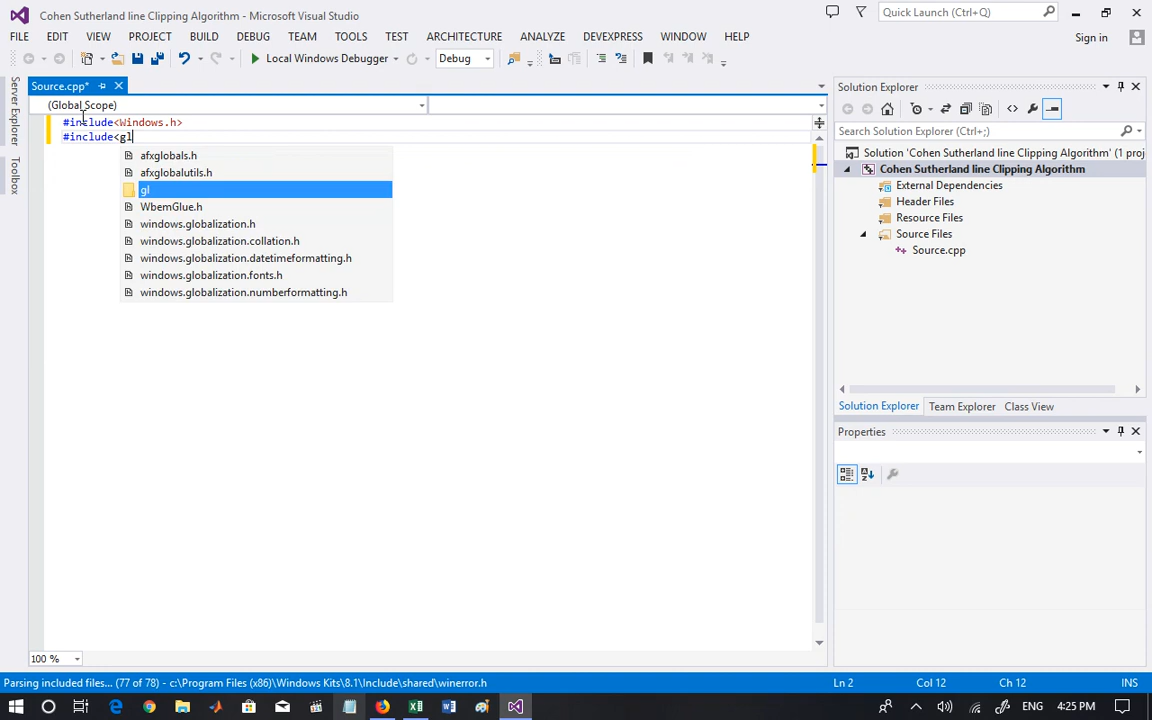 Cohen Sutherland line Clipping Algorithm - Microsoft Visual Studio
Quick Launch (Ctrl+Q)
FILE EDIT VIEW PROJECT BUILD DEBUG TEAM TOOLS TEST ARCHITECTURE ANALYZE DEVEXPRESS WINDOW HELP
Sign in
Local Windows Debugger
Debug
Server Explorer
Toolbox
Source.cpp*
(Global Scope)
#include<Windows.h>
#include<gl
afxglobals.h
afxglobalutils.h
gl
WbemGlue.h
windows.globalization.h
windows.globalization.collation.h
windows.globalization.datetimeformatting.h
windows.globalization.fonts.h
windows.globalization.numberformatting.h
100 %
Solution Explorer
Search Solution Explorer (Ctrl+;)
Solution 'Cohen Sutherland line Clipping Algorithm' (1 proj
Cohen Sutherland line Clipping Algorithm
External Dependencies
Header Files
Resource Files
Source Files
Source.cpp
Solution Explorer Team Explorer Class View
Properties
Parsing included files... (77 of 78) - c:\Program Files (x86)\Windows Kits\8.1\Include\shared\winerror.h
Ln 2 Col 12 Ch 12 INS
ENG 4:25 PM